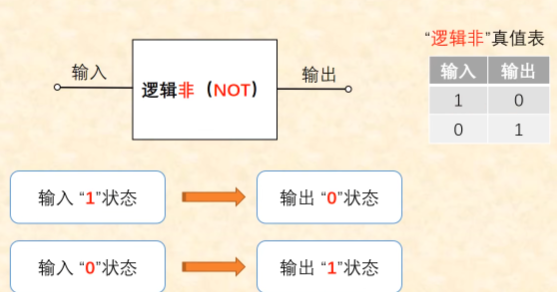 “逻辑非”真值表
输入
逻辑非（NOT）
输出
输入 输出
1 0
0 1
输入 “1”状态
输出 “0”状态
输入 “0”状态
输出 “1”状态